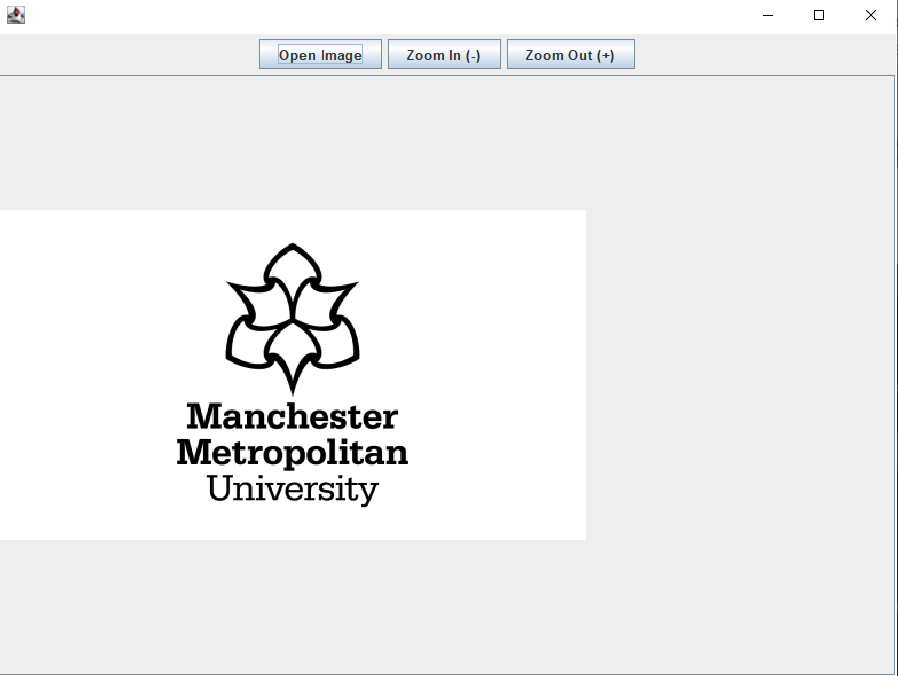 Open Image Zoom In (-) Zoom Out (+)
Manchester
Metropolitan
University